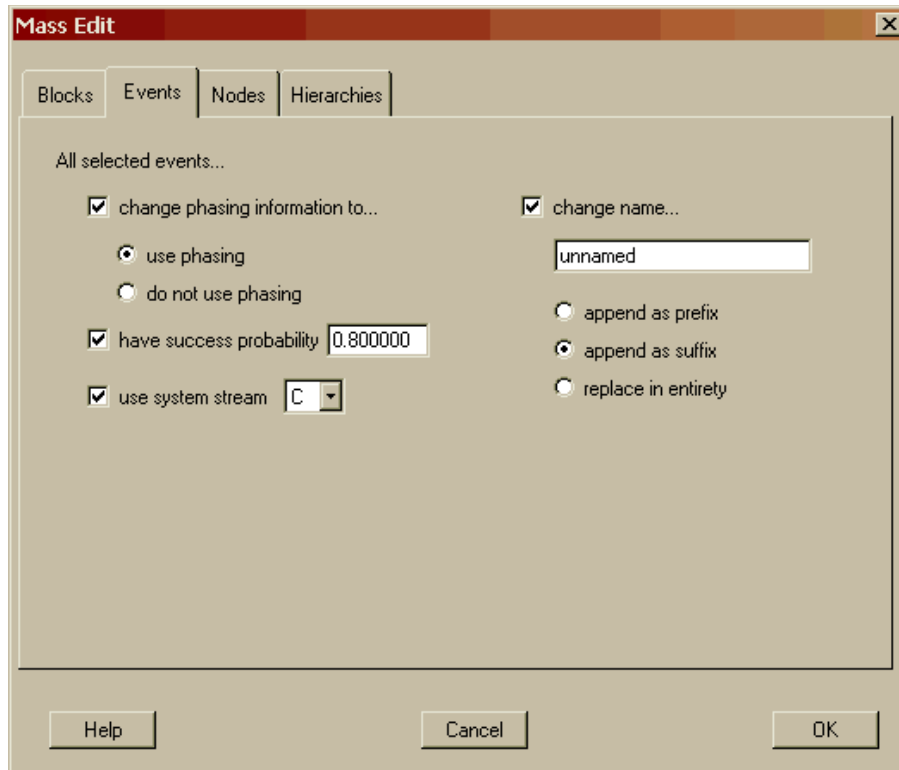 Mass Edit
Blocks Events Nodes Hierarchies
All selected events...
change phasing information to...
use phasing
do not use phasing
have success probability 0.800000
use system stream C
change name...
unnamed
append as prefix
append as suffix
replace in entirety
Help Cancel OK